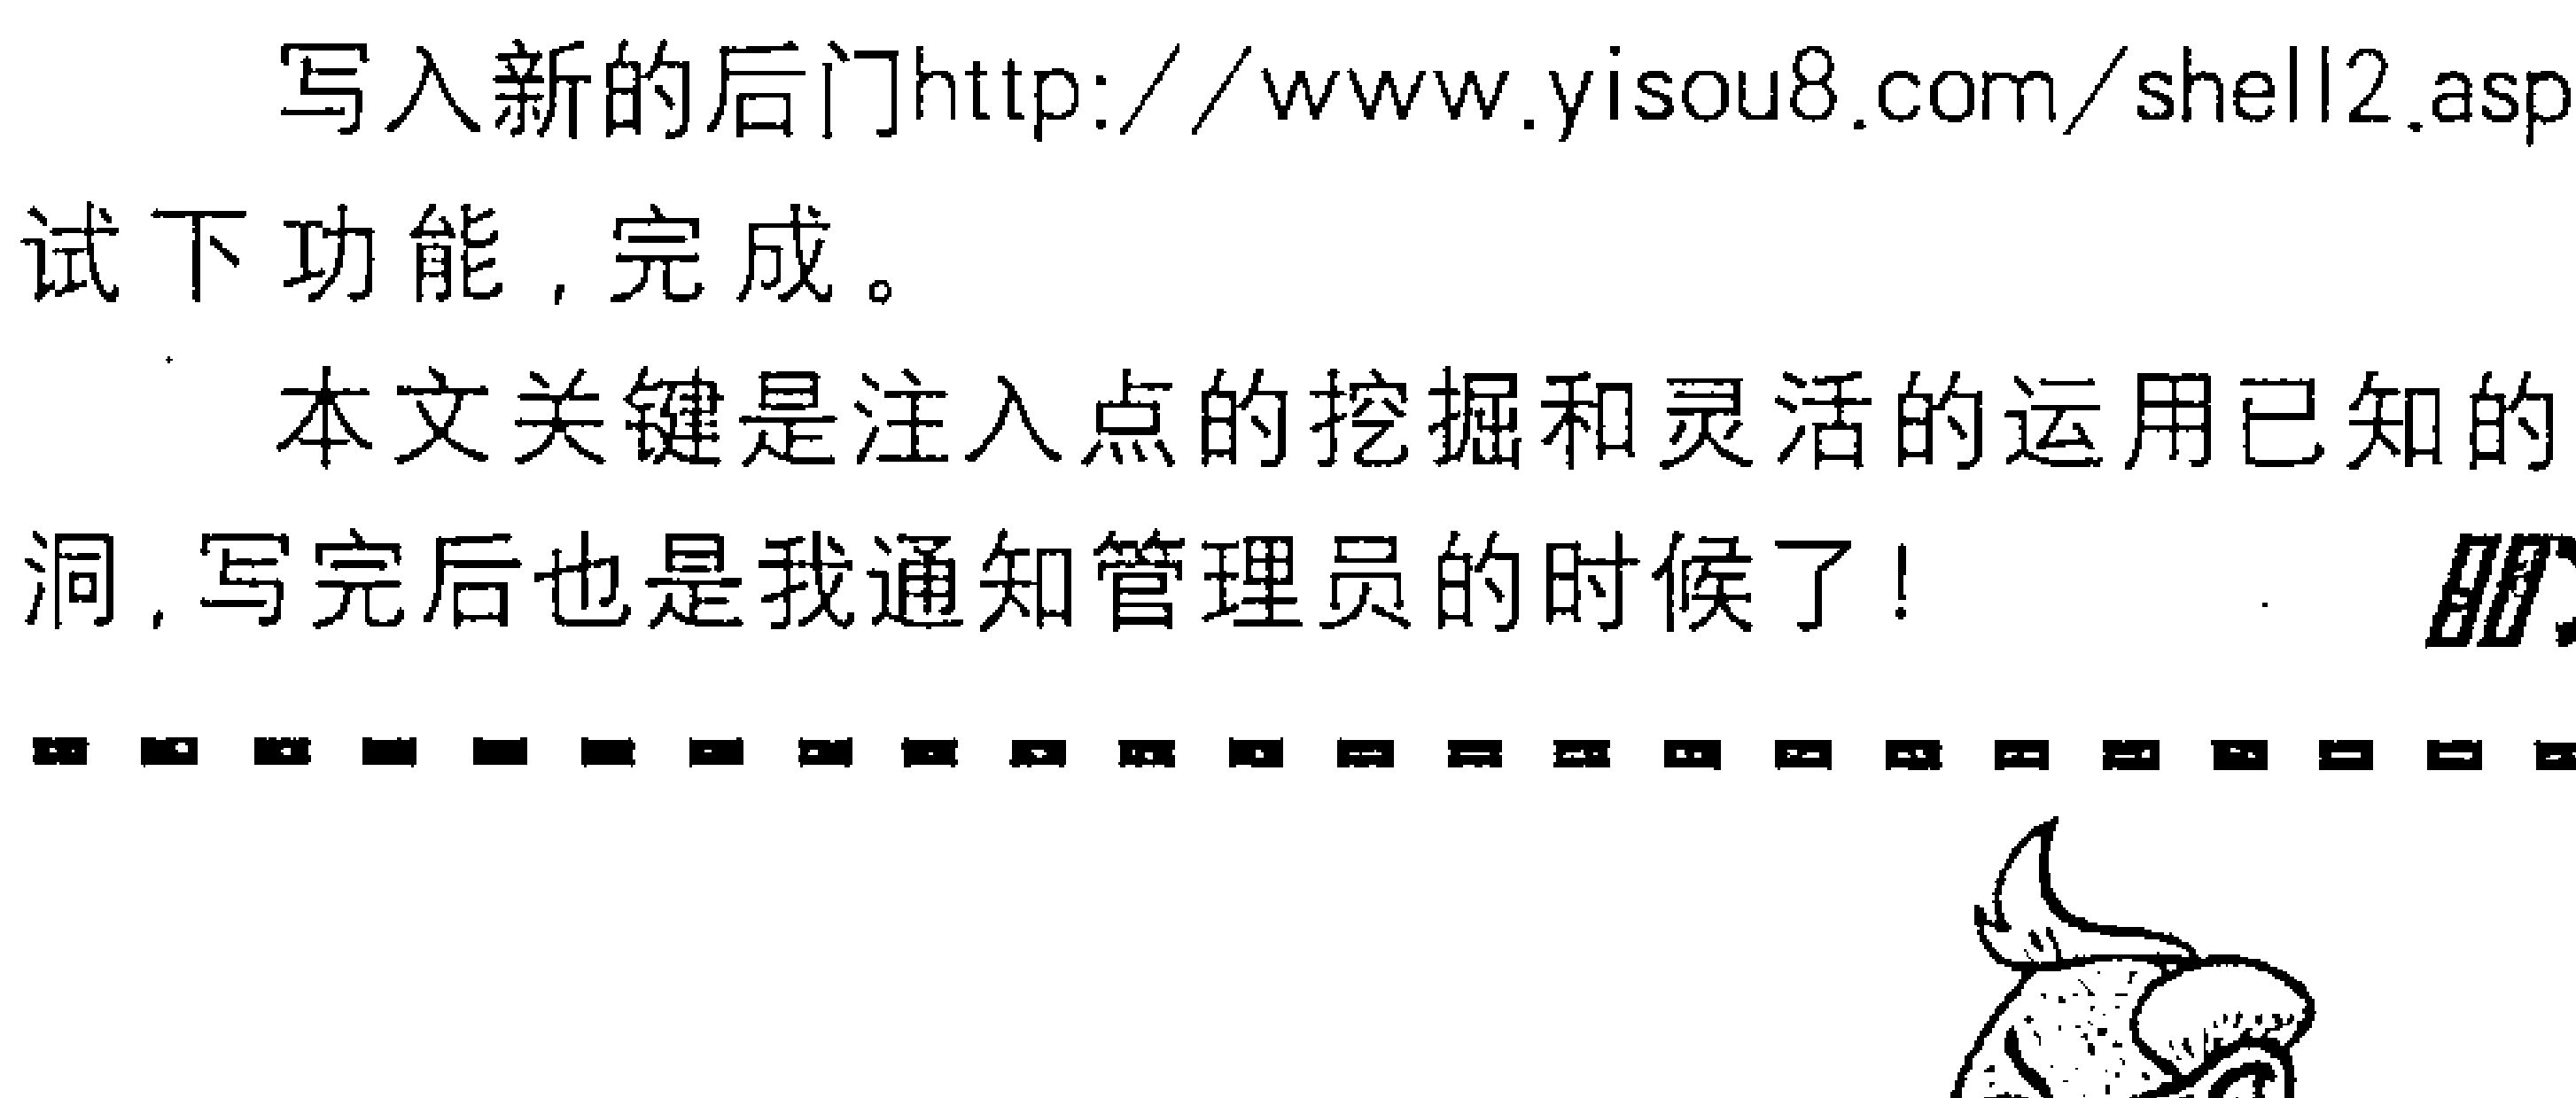 写入新的后门http://www.yisou8.com/shell2.asp
试下功能,完成。
本文关键是注入点的挖掘和灵活的运用已知的
洞,写完后也是我通知管理员的时候了!